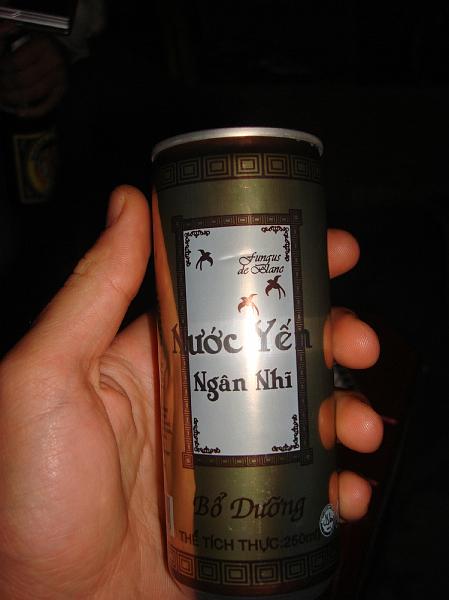 Fungus
de Blanc
Nước Yến
Ngân Nhĩ
Bổ Dưỡng
THỂ TÍCH THỰC:250ml